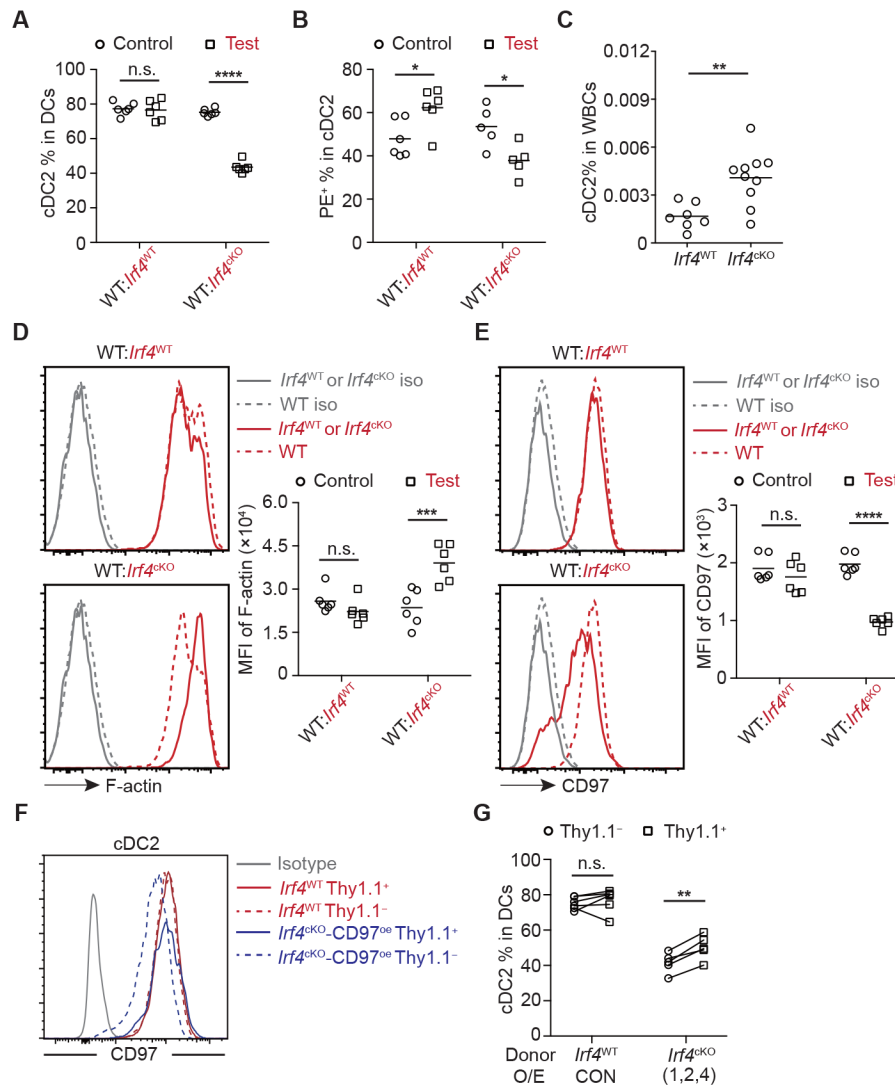 A
Control Test
n.s. ****
cDC2 % in DCs
100
80
60
40
20
0
WT:Irf4ᵂᵀ
WT:Irf4ᶜᴷᴼ
B
Control Test
* *
PE⁺ % in cDC2
80
60
40
20
0
WT:Irf4ᵂᵀ
WT:Irf4ᶜᴷᴼ
C
**
cDC2% in WBCs
0.012
0.009
0.006
0.003
0
Irf4ᵂᵀ Irf4ᶜᴷᴼ
D
WT:Irf4ᵂᵀ
Irf4ᵂᵀ or Irf4ᶜᴷᴼ iso
WT iso
Irf4ᵂᵀ or Irf4ᶜᴷᴼ
WT
WT:Irf4ᶜᴷᴼ
F-actin
Control Test
n.s. ***
MFI of F-actin (×10⁴)
6.0
4.5
3.0
1.5
0
WT:Irf4ᵂᵀ
WT:Irf4ᶜᴷᴼ
E
WT:Irf4ᵂᵀ
Irf4ᵂᵀ or Irf4ᶜᴷᴼ iso
WT iso
Irf4ᵂᵀ or Irf4ᶜᴷᴼ
WT
WT:Irf4ᶜᴷᴼ
CD97
Control Test
n.s. ****
MFI of CD97 (×10³)
3
2
1
0
WT:Irf4ᵂᵀ
WT:Irf4ᶜᴷᴼ
F
cDC2
Isotype
Irf4ᵂᵀ Thy1.1⁺
Irf4ᵂᵀ Thy1.1⁻
Irf4ᶜᴷᴼ-CD97ᵒᵉ Thy1.1⁺
Irf4ᶜᴷᴼ-CD97ᵒᵉ Thy1.1⁻
CD97
G
Thy1.1⁻ Thy1.1⁺
n.s. **
cDC2 % in DCs
100
80
60
40
20
0
Donor Irf4ᵂᵀ Irf4ᶜᴷᴼ
O/E CON (1,2,4)